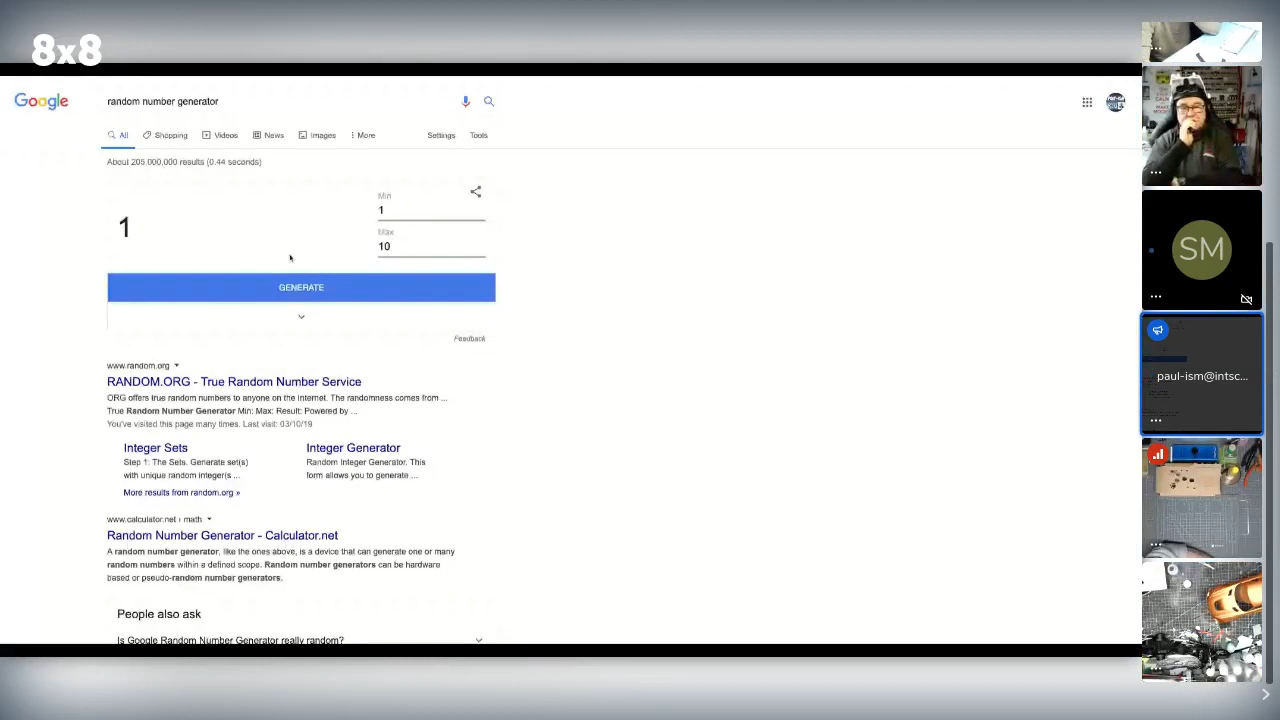 8x8
Google
random number generator
All
Shopping
Videos
News
Images
More
Settings
Tools
About 205,000,000 results (0.44 seconds)
1
Min
1
Max
10
GENERATE
Feedback
www.random.org
RANDOM.ORG - True Random Number Service
ORG offers true random numbers to anyone on the Internet. The randomness comes from ...
True Random Number Generator Min: Max: Result: Powered by ...
You've visited this page many times. Last visit: 03/10/19
Integer Sets
Step 1: The Sets. Generate set(s)
with unique random integer(s ...
More results from random.org »
Integer Generator
Random Integer Generator. This
form allows you to generate ...
www.calculator.net › math
Random Number Generator - Calculator.net
A random number generator, like the ones above, is a device that can generate one or many
random numbers within a defined scope. Random number generators can be hardware
based or pseudo-random number generators.
People also ask
Is Google Random Number Generator really random?
SM
paul-ism@intsc...